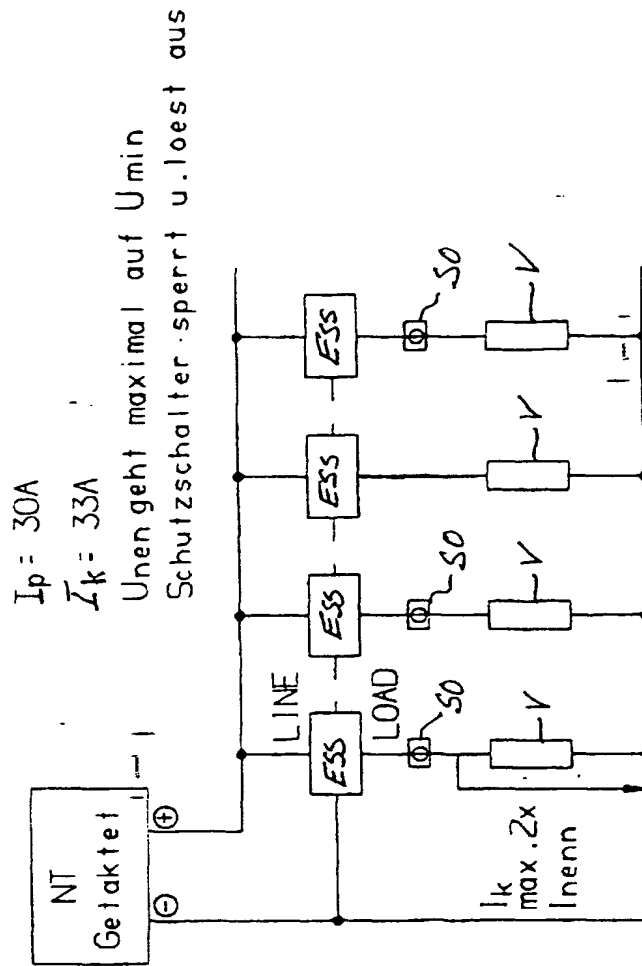 Ip = 30A
Ik = 33A
Unen geht maximal auf Umin
Schutzschalter sperrt u. loest aus
NT
Getaktet
⊖ ⊕
LINE
ESS ESS ESS ESS
LOAD
SO SO SO
V V V V
Ik
max. 2x
Inenn